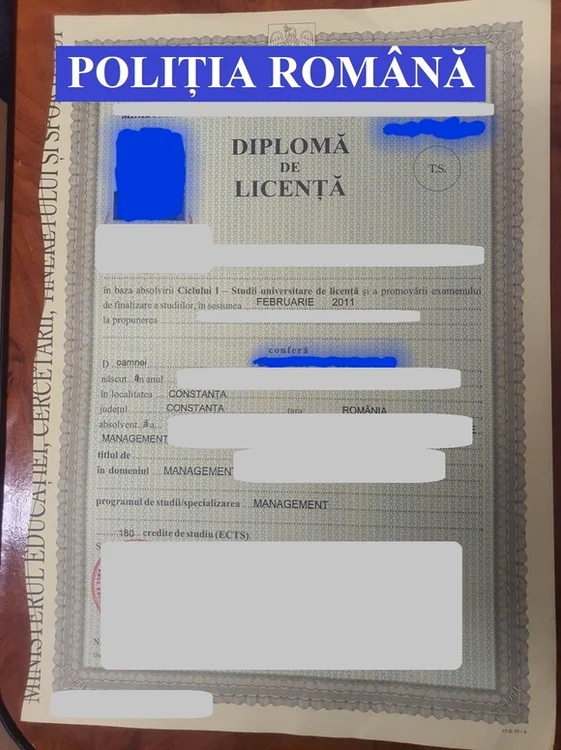 POLIȚIA ROMÂNĂ
MINISTERUL EDUCAȚIEI, CERCETĂRII, TINERETULUI ȘI SPORTULUI
DIPLOMĂ
DE
LICENȚĂ
T.S.
în baza absolvirii Ciclului I – Studii universitare de licență și a promovării examenului
de finalizare a studiilor, în sesiunea FEBRUARIE 2011
la propunerea
conferă
D oamnei
născut ă în anul
în localitatea CONSTANȚA
județul CONSTANȚA țara ROMÂNIA
absolvent ă a
MANAGEMENT
titlul de
în domeniul MANAGEMENT
programul de studii/specializarea MANAGEMENT
180 credite de studiu (ECTS)